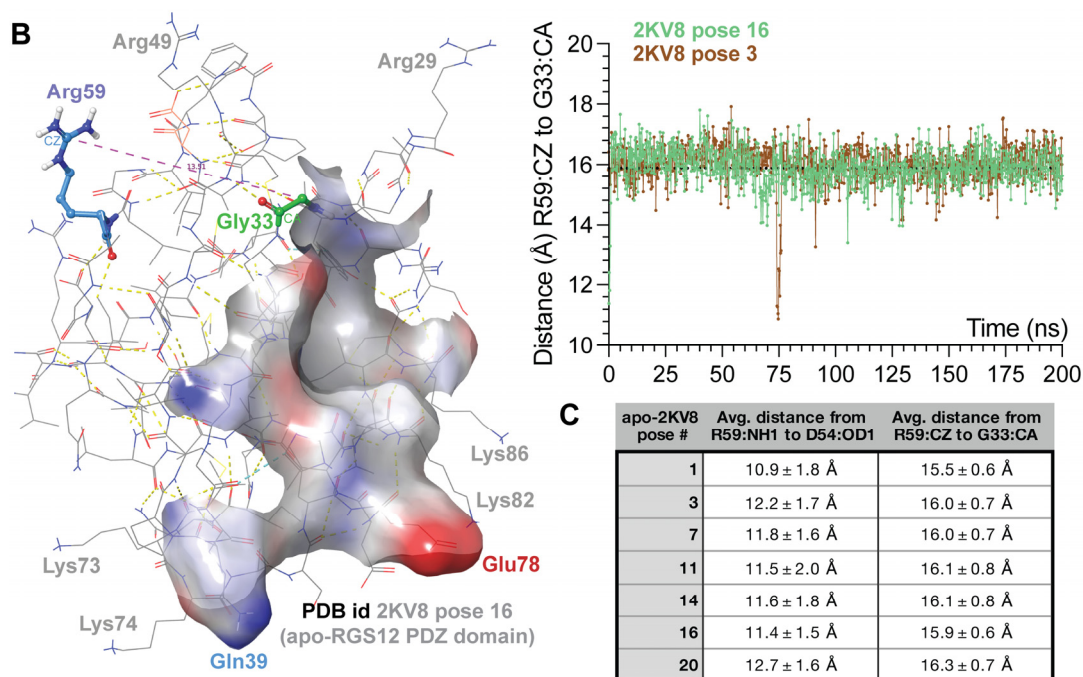 B
Arg49
Arg29
Arg59
CZ
13.51
Gly33
CA
Lys86
Lys82
Glu78
Lys73
Lys74
PDB id 2KV8 pose 16
(apo-RGS12 PDZ domain)
Gln39
2KV8 pose 16
2KV8 pose 3
Distance (Å) R59:CZ to G33:CA
20
18
16
14
12
10
Time (ns)
0 25 50 75 100 125 150 175 200
C
apo-2KV8 pose # Avg. distance from R59:NH1 to D54:OD1 Avg. distance from R59:CZ to G33:CA
1 10.9 ± 1.8 Å 15.5 ± 0.6 Å
3 12.2 ± 1.7 Å 16.0 ± 0.7 Å
7 11.8 ± 1.6 Å 16.0 ± 0.7 Å
11 11.5 ± 2.0 Å 16.1 ± 0.8 Å
14 11.6 ± 1.8 Å 16.1 ± 0.8 Å
16 11.4 ± 1.5 Å 15.9 ± 0.6 Å
20 12.7 ± 1.6 Å 16.3 ± 0.7 Å